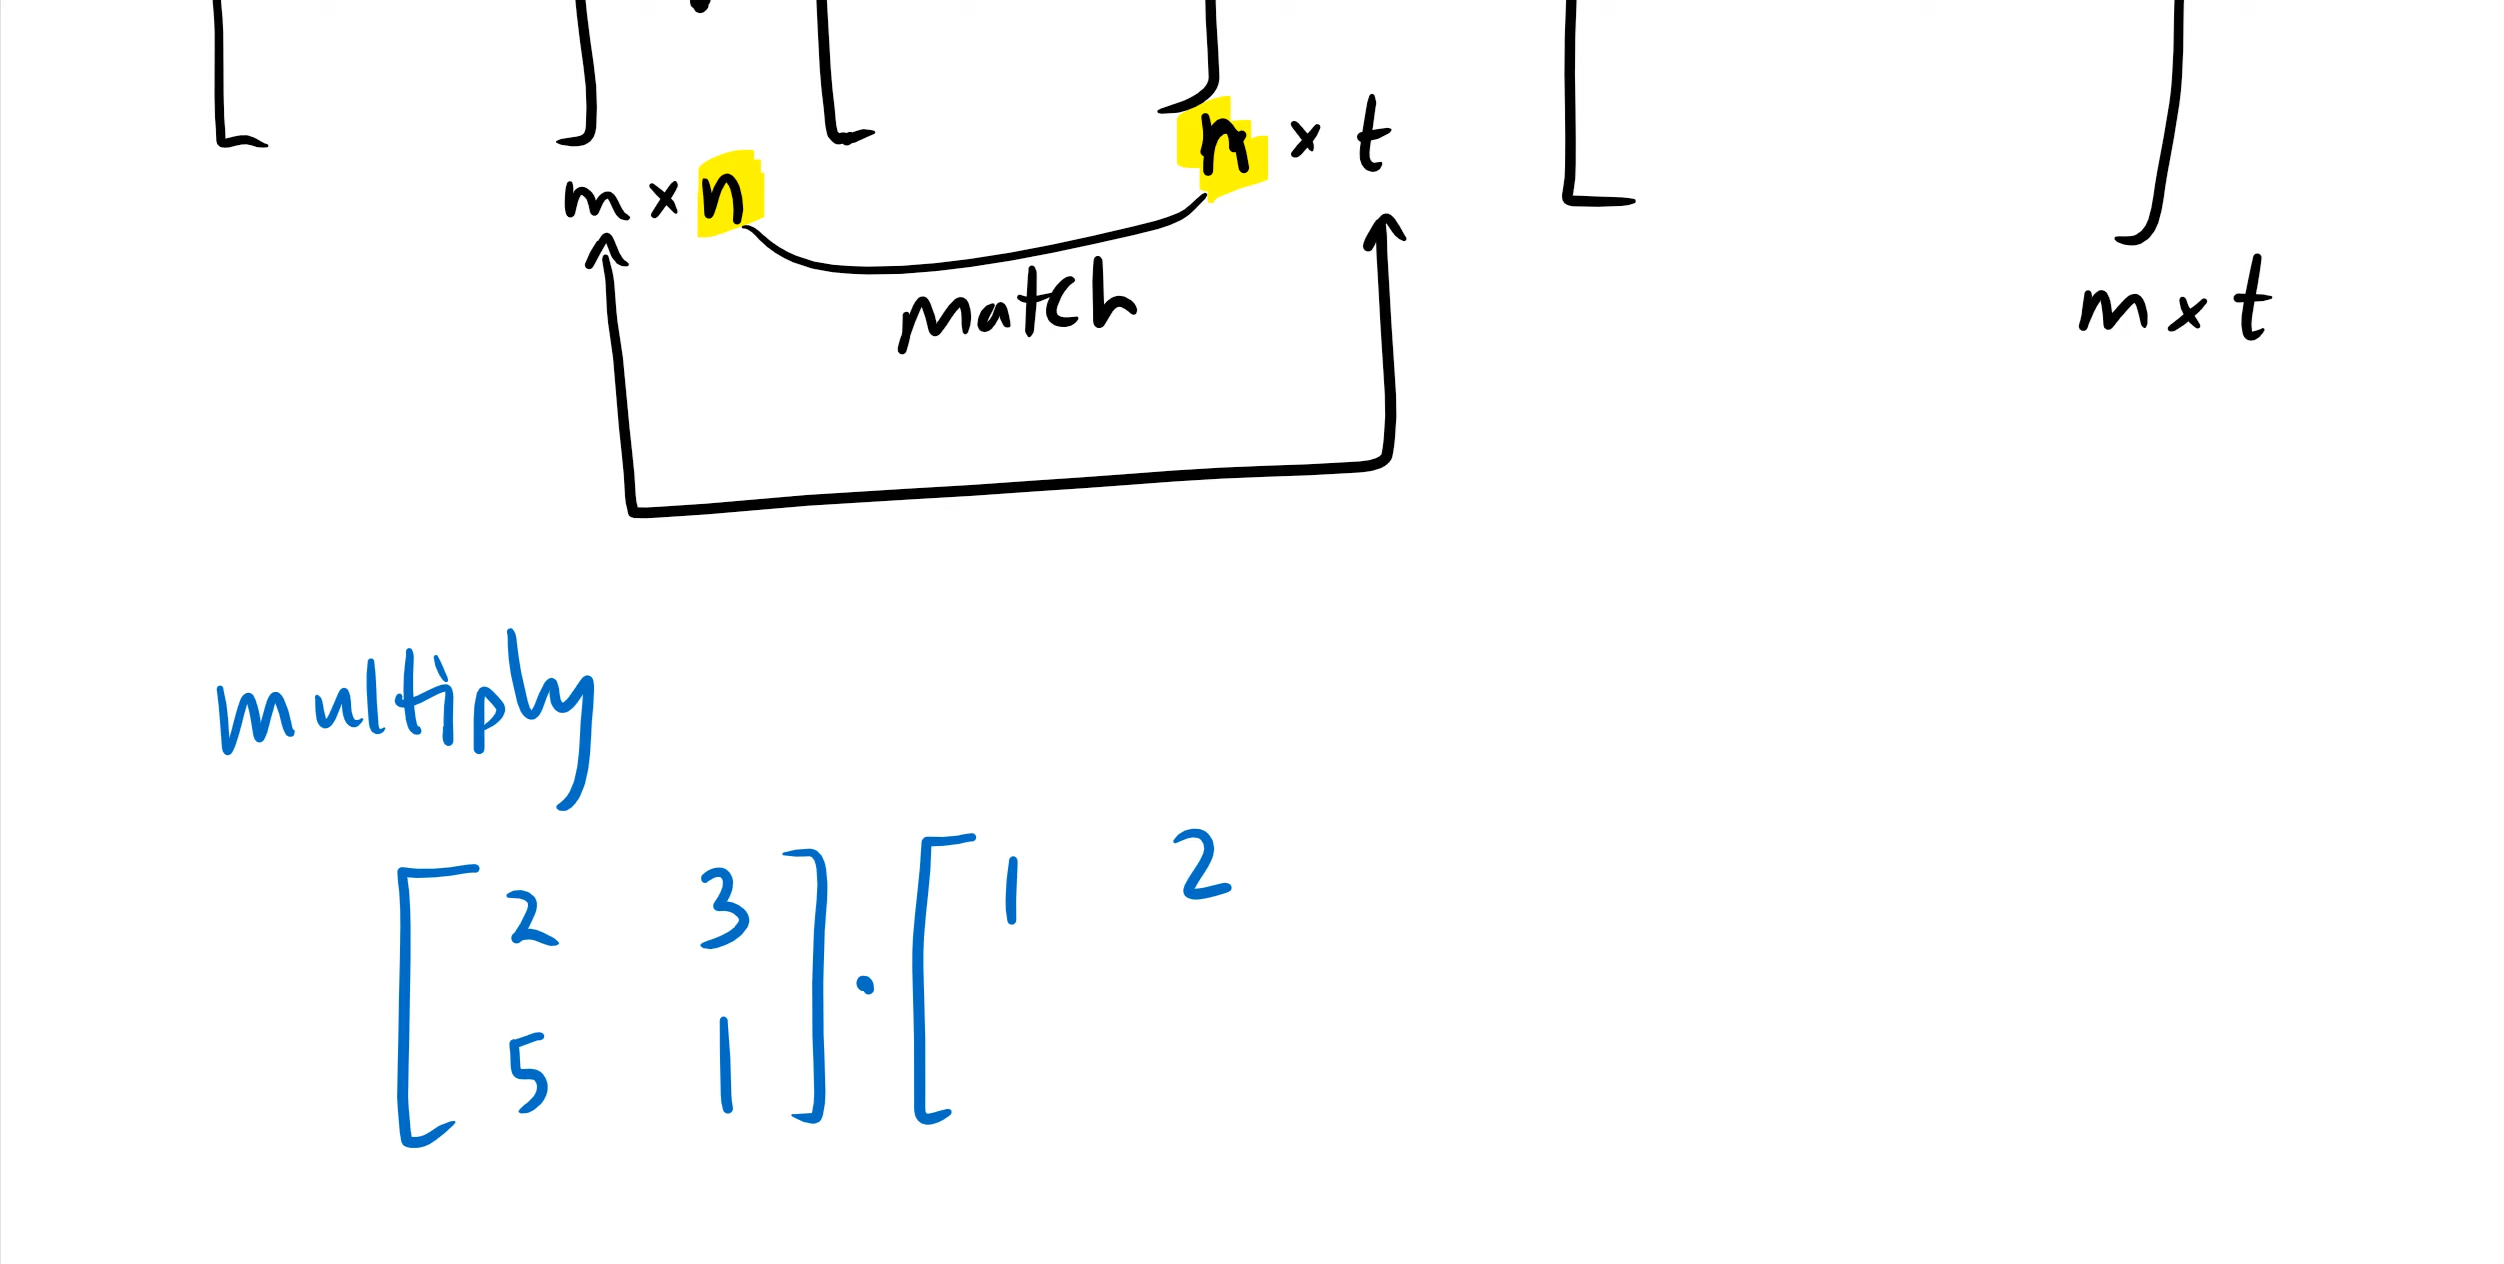 m x n n x t
match
m x t
multiply
[ 2 3 ] · [ 1 2
5 1